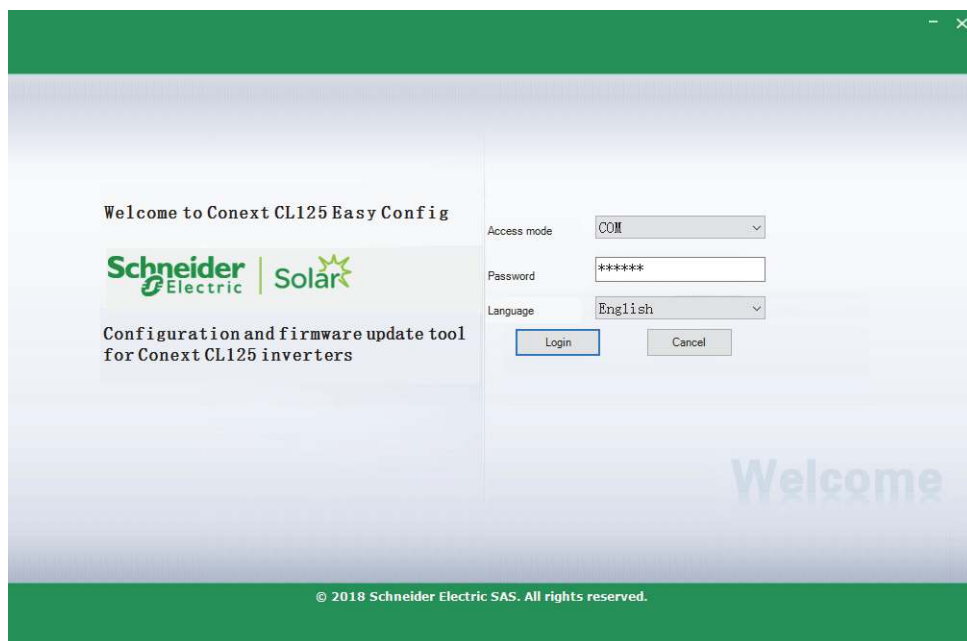 Welcome to Conext CL125 Easy Config
Schneider Electric | Solar
Configuration and firmware update tool
for Conext CL125 inverters
Access mode COM
Password ******
Language English
Login Cancel
Welcome
© 2018 Schneider Electric SAS. All rights reserved.